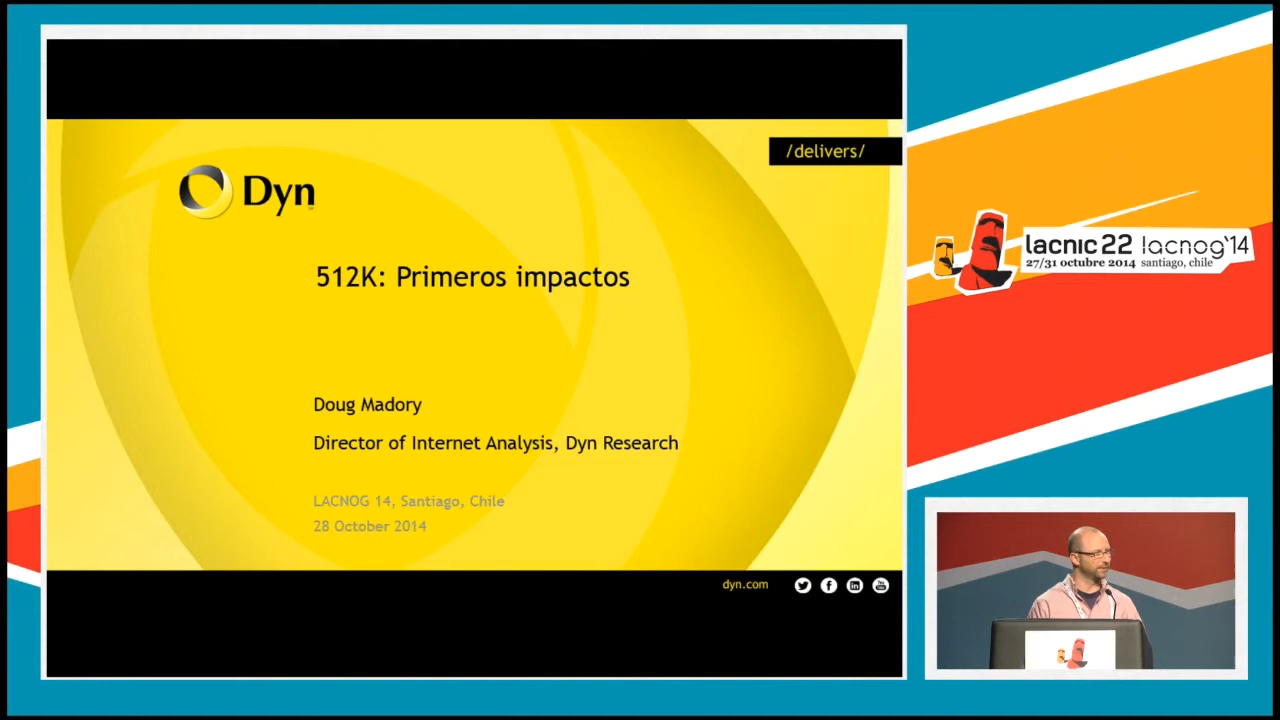 /delivers/
Dyn
512K: Primeros impactos
Doug Madory
Director of Internet Analysis, Dyn Research
LACNOG 14, Santiago, Chile
28 October 2014
dyn.com
lacnic 22 lacnog'14
27/31 octubre 2014 santiago, chile